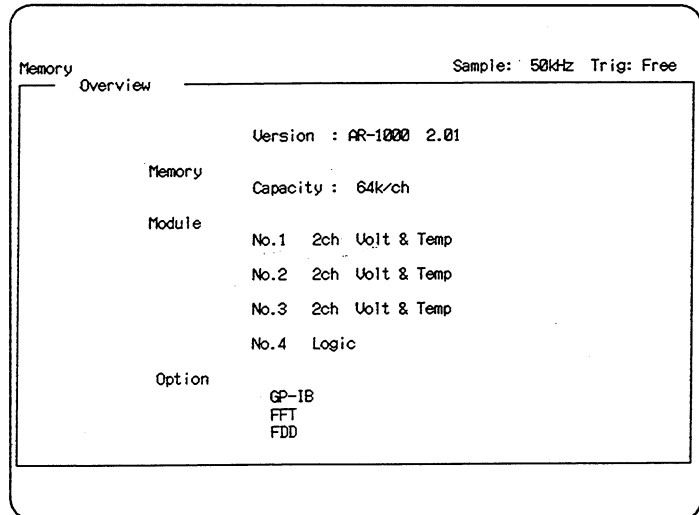 Memory Sample: 50kHz Trig: Free
Overview
Version : AR-1000 2.01
Memory
Capacity : 64k/ch
Module
No.1 2ch Volt & Temp
No.2 2ch Volt & Temp
No.3 2ch Volt & Temp
No.4 Logic
Option
GP-IB
FFT
FDD